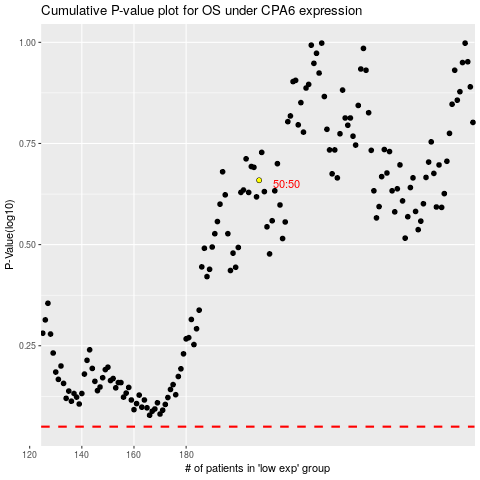 Cumulative P-value plot for OS under CPA6 expression
P-Value(log10)
1.00
0.75
0.50
0.25
50:50
120 140 160 180
# of patients in 'low exp' group